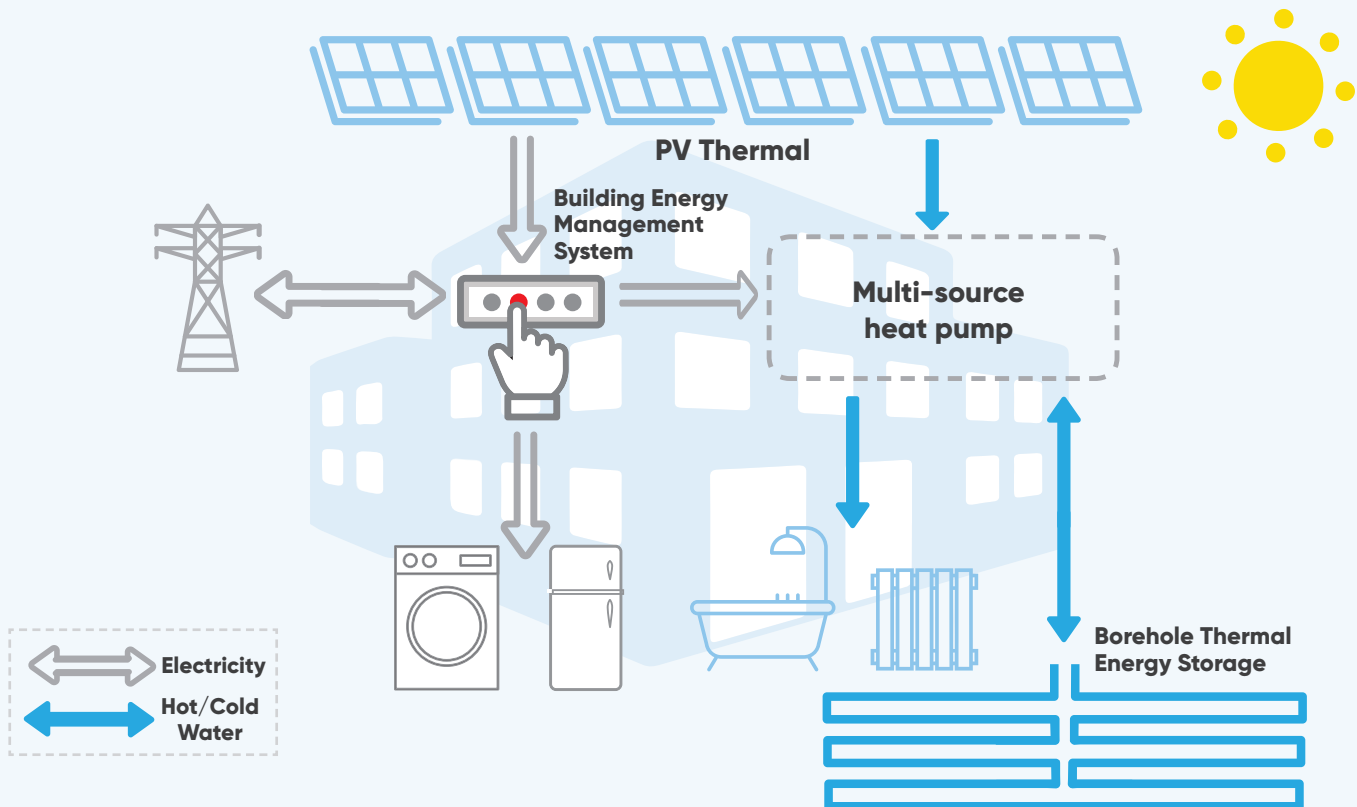 PV Thermal
Building Energy
Management
System
Multi-source
heat pump
Borehole Thermal
Energy Storage
Electricity
Hot/Cold
Water